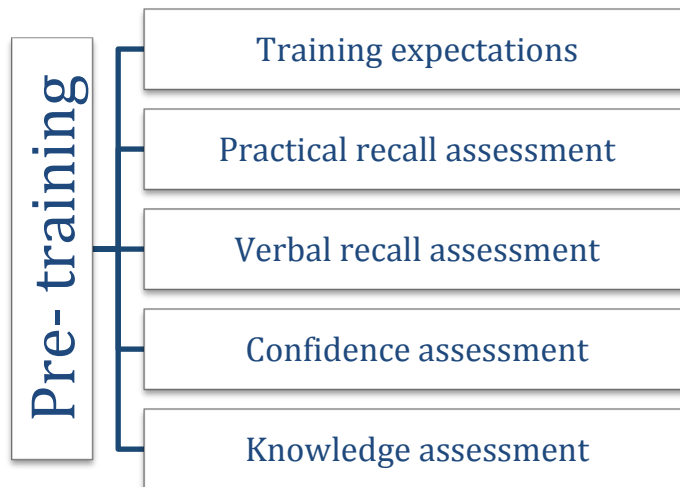 Pre- training
Training expectations
Practical recall assessment
Verbal recall assessment
Confidence assessment
Knowledge assessment